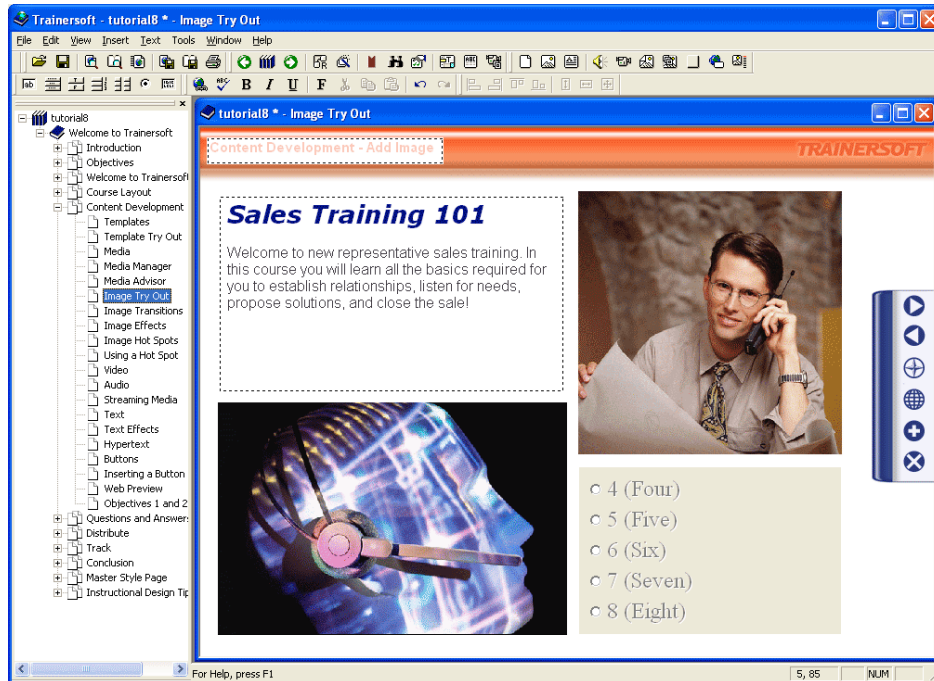 Trainersoft - tutorial8 * - Image Try Out
File Edit View Insert Text Tools Window Help
B I U F
tutorial8
Welcome to Trainersoft
Introduction
Objectives
Welcome to Trainersoft
Course Layout
Content Development
Templates
Template Try Out
Media
Media Manager
Media Advisor
Image Try Out
Image Transitions
Image Effects
Image Hot Spots
Using a Hot Spot
Video
Audio
Streaming Media
Text
Text Effects
Hypertext
Buttons
Inserting a Button
Web Preview
Objectives 1 and 2
Questions and Answers
Distribute
Track
Conclusion
Master Style Page
Instructional Design Tip
tutorial8 * - Image Try Out
Content Development - Add Image
TRAINERSOFT
Sales Training 101
Welcome to new representative sales training. In
this course you will learn all the basics required for
you to establish relationships, listen for needs,
propose solutions, and close the sale!
4 (Four)
5 (Five)
6 (Six)
7 (Seven)
8 (Eight)
For Help, press F1
5, 85
NUM